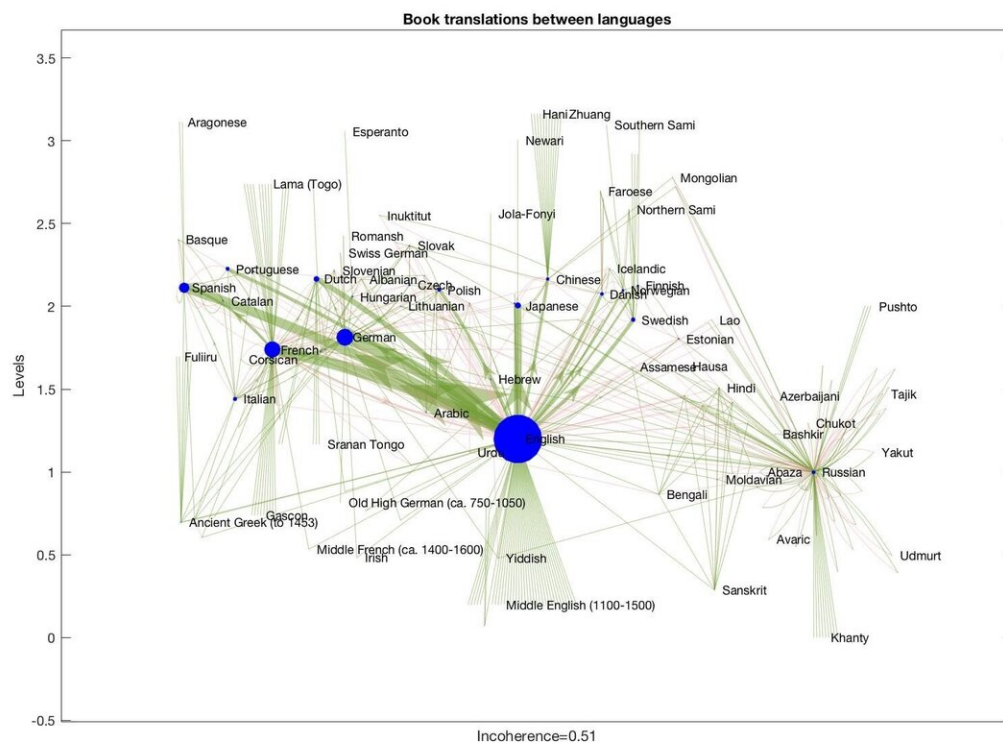 Book translations between languages
3.5
Aragonese
HaniZhuang
Southern Sami
3
Esperanto
Newari
Lama (Togo)
Mongolian
Faroese
2.5
Inuktitut
Jola-Fonyi
Northern Sami
Basque
Romansh
Slovak
Swiss German
Portuguese
Slovenian
Icelandic
Spanish
Dutch
Albanian
Czech
Chinese
Finnish
Catalan
Hungarian
Polish
Danish
Norwegian
2
Lithuanian
Japanese
Pushto
Swedish
Lao
German
Estonian
Fuliiru
French
Corsican
Levels
Hebrew
Assamese
Hausa
1.5
Italian
Hindi
Azerbaijani
Tajik
Arabic
Chukot
Sranan Tongo
English
Bashkir
Urdu
Yakut
1
Moldavian
Abaza
Russian
Old High German (ca. 750-1050)
Bengali
Gascon
Ancient Greek (to 1453)
Avaric
0.5
Middle French (ca. 1400-1600)
Irish
Yiddish
Udmurt
Sanskrit
Middle English (1100-1500)
0
Khanty
-0.5
Incoherence=0.51